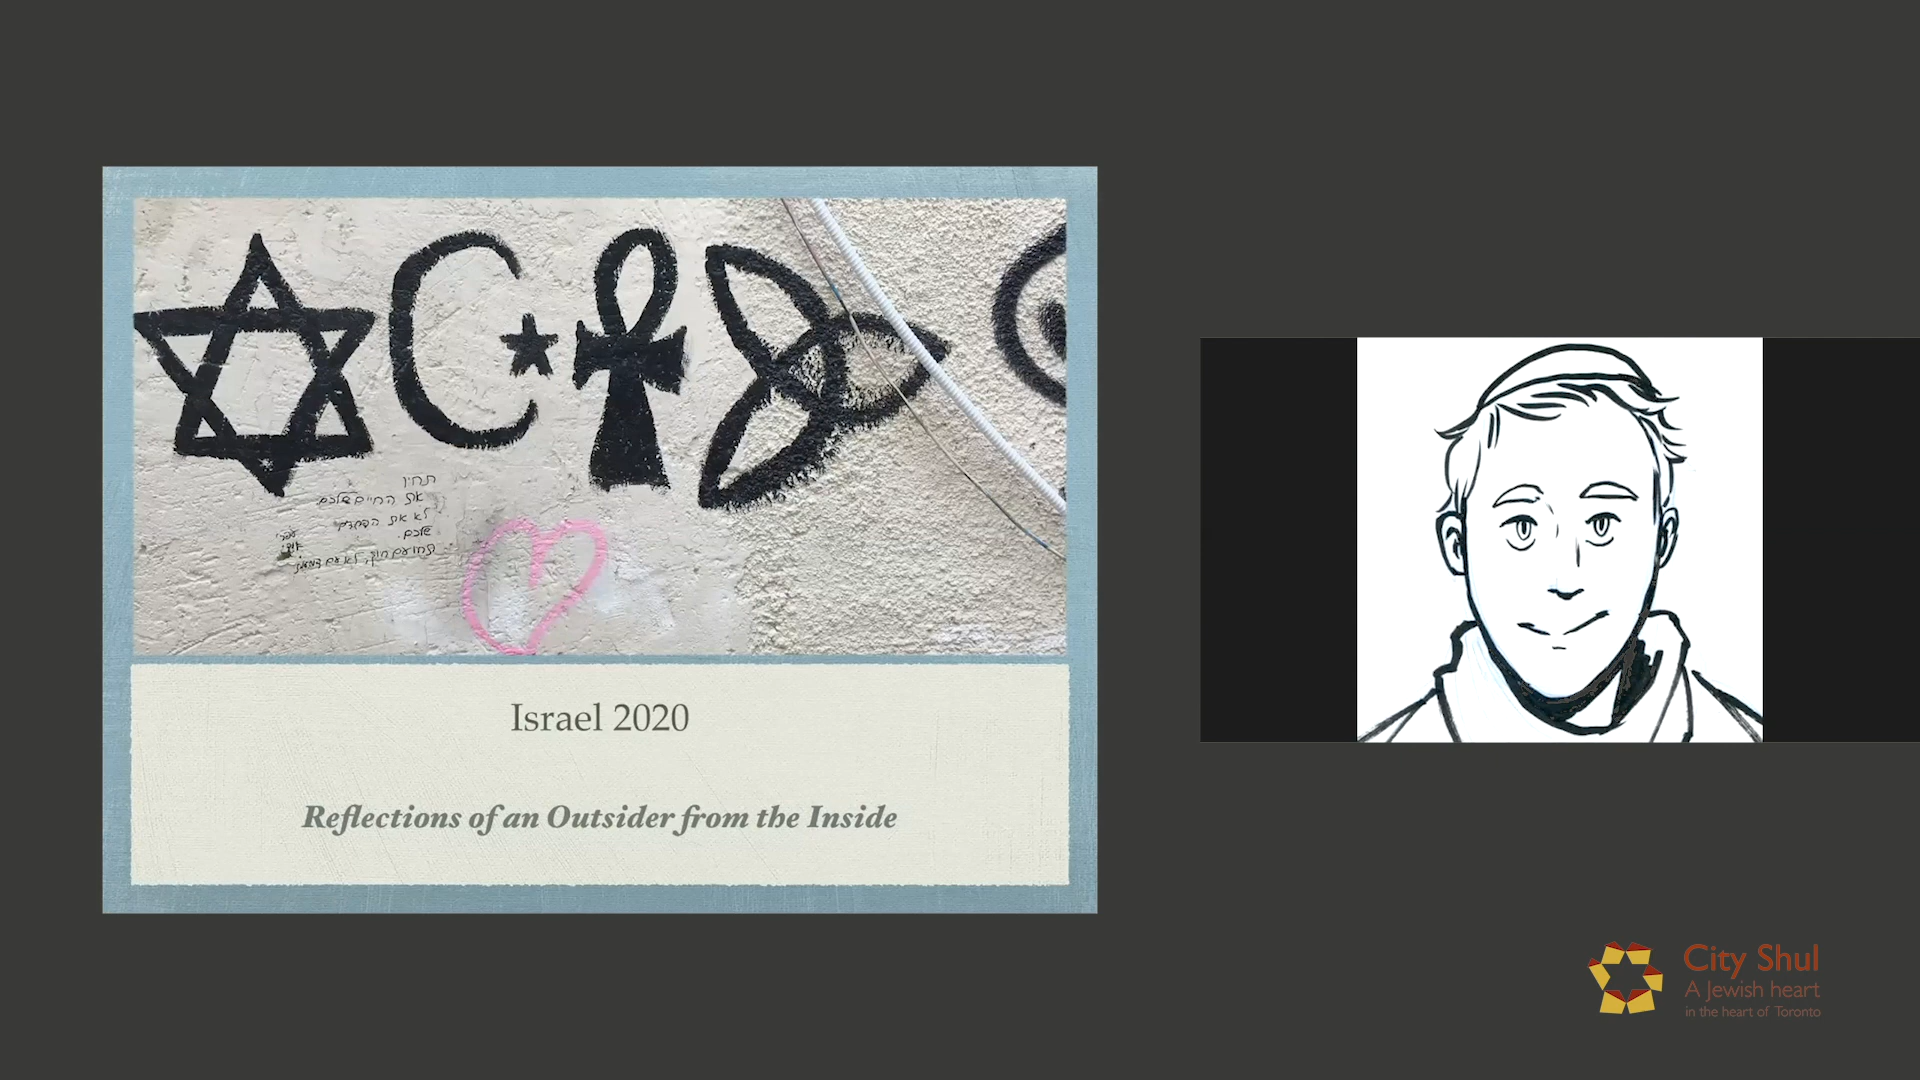 תחיו
את החיים שלכם
לא את הפחדים
שלכם
Israel 2020
Reflections of an Outsider from the Inside
City Shul
A Jewish heart
in the heart of Toronto